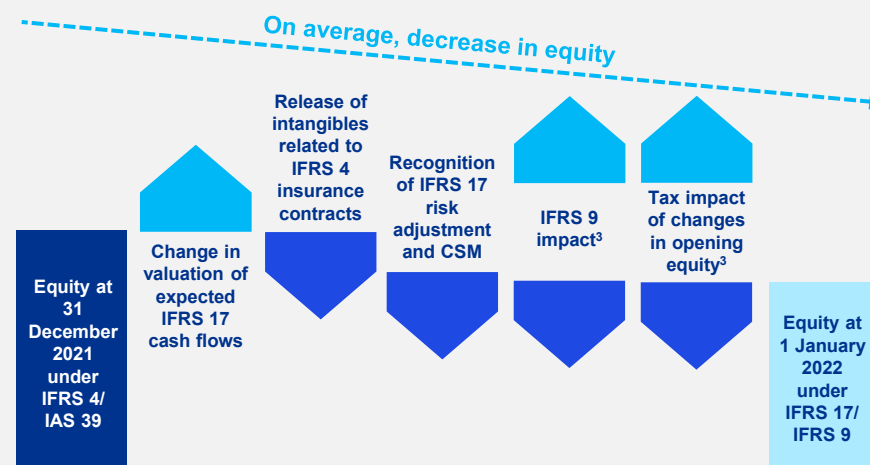 On average, decrease in equity
Equity at
31
December
2021
under
IFRS 4/
IAS 39
Change in
valuation of
expected
IFRS 17
cash flows
Release of
intangibles
related to
IFRS 4
insurance
contracts
Recognition
of IFRS 17
risk
adjustment
and CSM
IFRS 9
impact³
Tax impact
of changes
in opening
equity³
Equity at
1 January
2022
under
IFRS 17/
IFRS 9